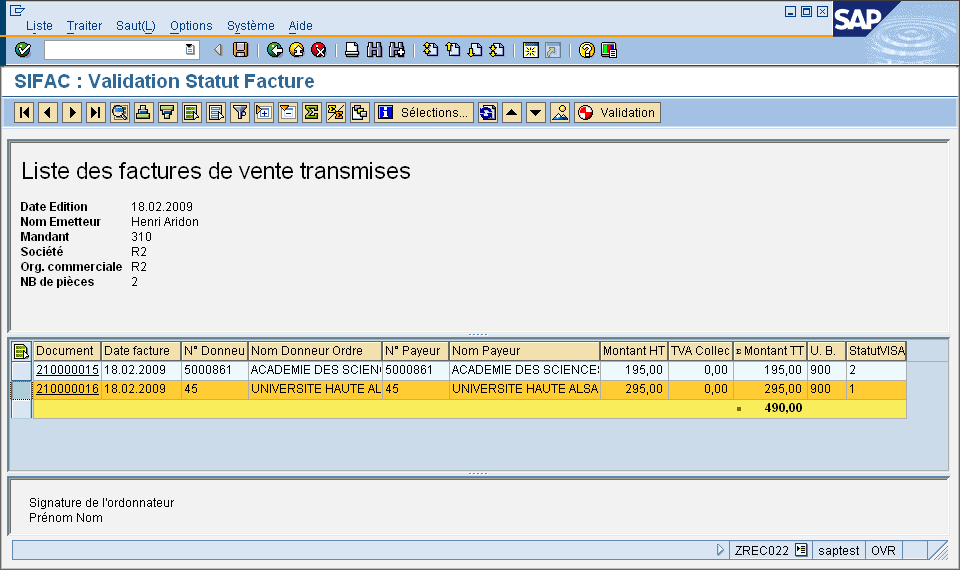 Liste Traiter Saut(L) Options Système Aide
SAP
SIFAC : Validation Statut Facture
Sélections... Validation
Liste des factures de vente transmises
Date Edition 18.02.2009
Nom Emetteur Henri Aridon
Mandant 310
Société R2
Org. commerciale R2
NB de pièces 2
Document Date facture N° Donneu Nom Donneur Ordre N° Payeur Nom Payeur Montant HT TVA Collec Σ Montant TT U. B. StatutVISA
210000015 18.02.2009 5000861 ACADEMIE DES SCIEN 5000861 ACADEMIE DES SCIENCES 195,00 0,00 195,00 900 2
210000016 18.02.2009 45 UNIVERSITE HAUTE AL 45 UNIVERSITE HAUTE ALSA 295,00 0,00 295,00 900 1
490,00
Signature de l'ordonnateur
Prénom Nom
ZREC022 saptest OVR